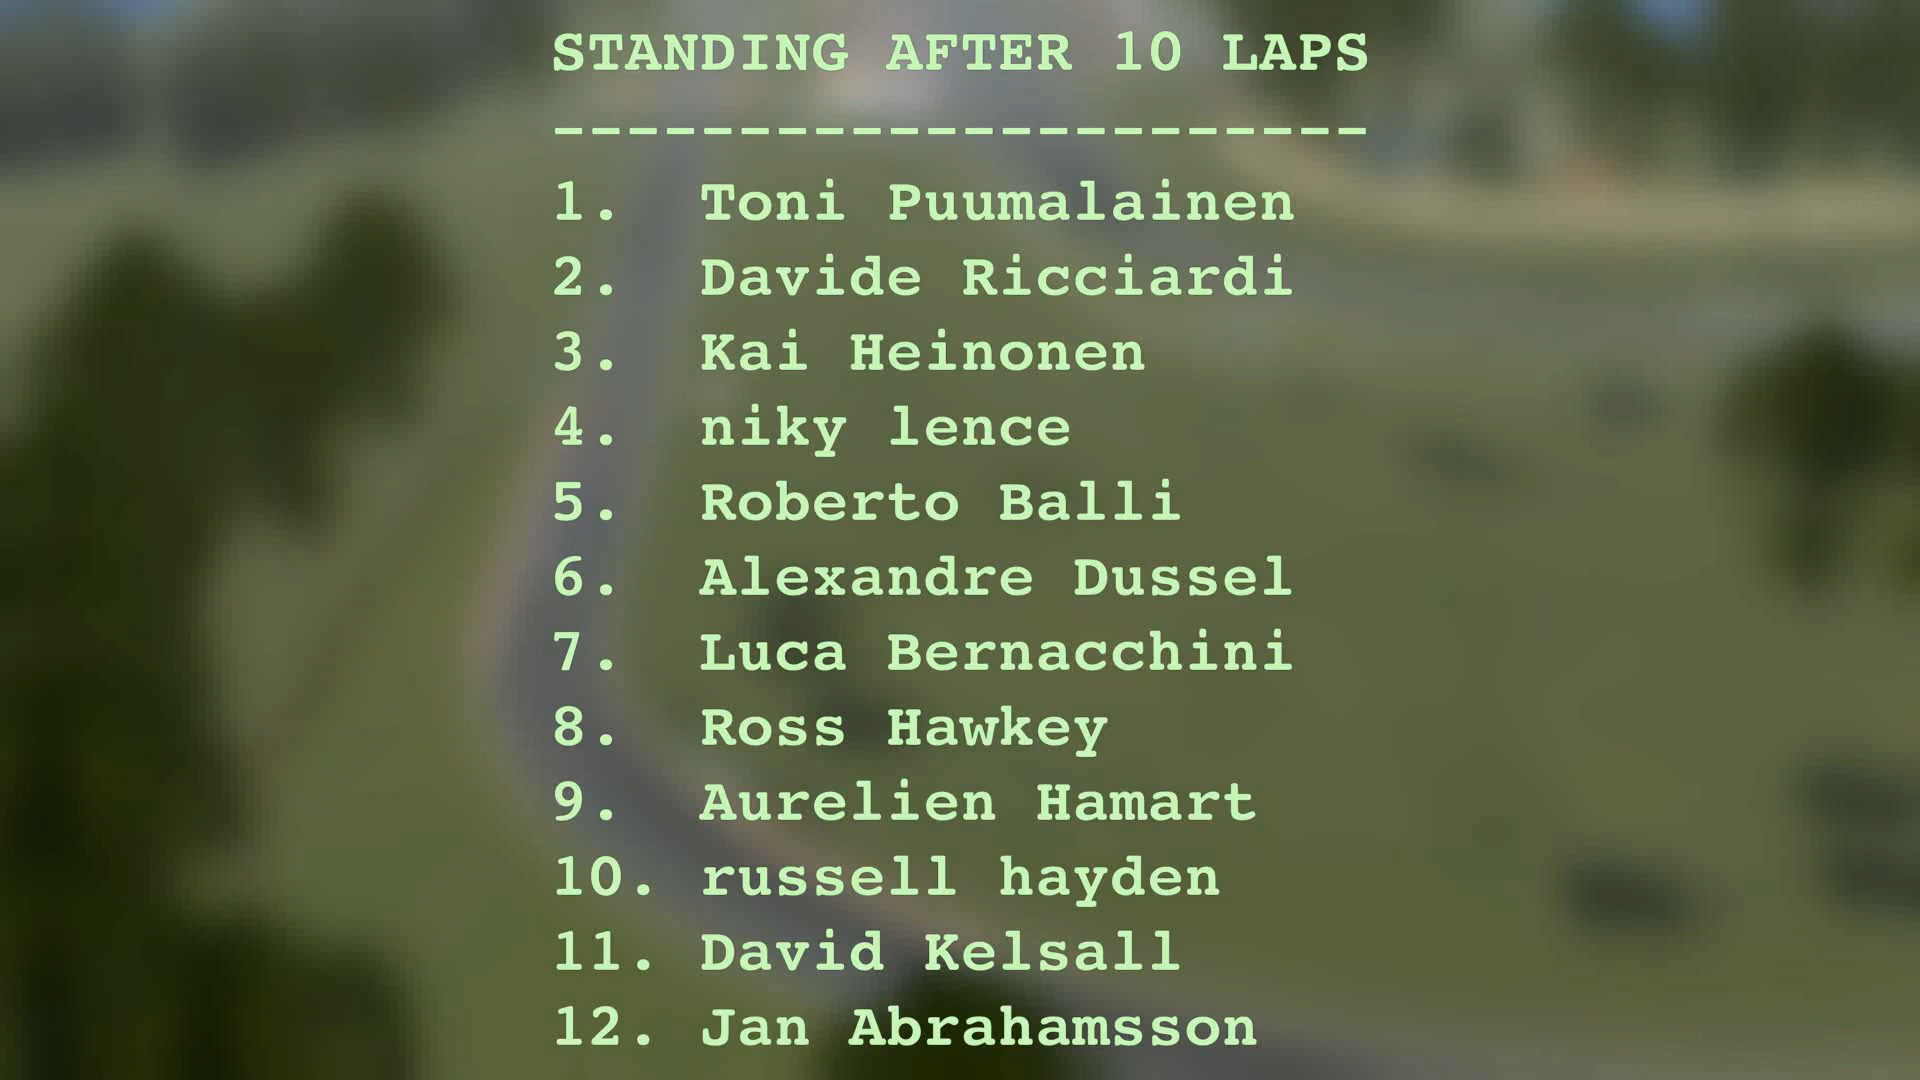 STANDING AFTER 10 LAPS
----------------------
1. Toni Puumalainen
2. Davide Ricciardi
3. Kai Heinonen
4. niky lence
5. Roberto Balli
6. Alexandre Dussel
7. Luca Bernacchini
8. Ross Hawkey
9. Aurelien Hamart
10. russell hayden
11. David Kelsall
12. Jan Abrahamsson